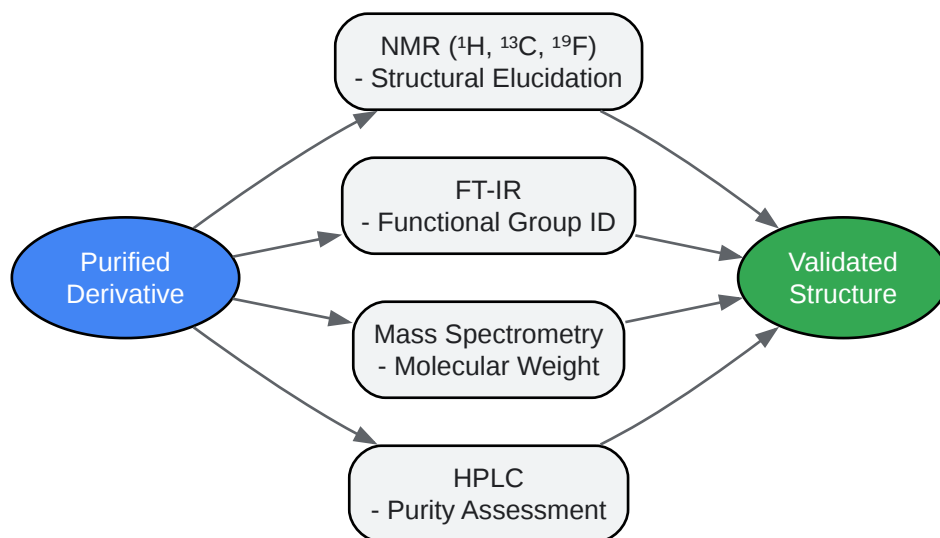 NMR (¹H, ¹³C, ¹⁹F)
- Structural Elucidation
FT-IR
- Functional Group ID
Purified
Derivative
Validated
Structure
Mass Spectrometry
- Molecular Weight
HPLC
- Purity Assessment